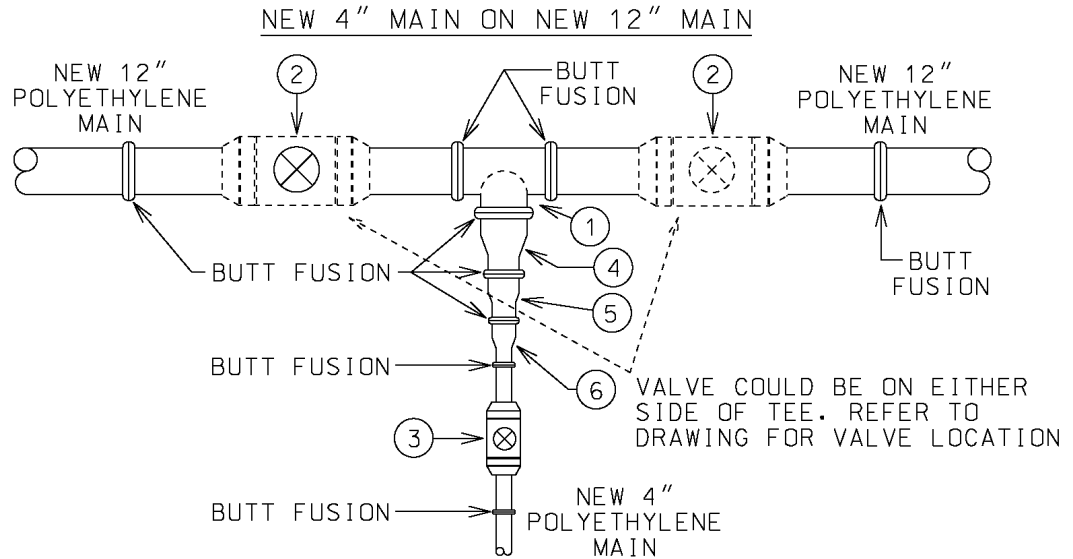 NEW 4" MAIN ON NEW 12" MAIN
NEW 12"
POLYETHYLENE
MAIN
2
BUTT
FUSION
2
NEW 12"
POLYETHYLENE
MAIN
1
BUTT FUSION
4
BUTT
FUSION
5
BUTT FUSION
6
VALVE COULD BE ON EITHER
SIDE OF TEE. REFER TO
DRAWING FOR VALVE LOCATION
3
BUTT FUSION
NEW 4"
POLYETHYLENE
MAIN